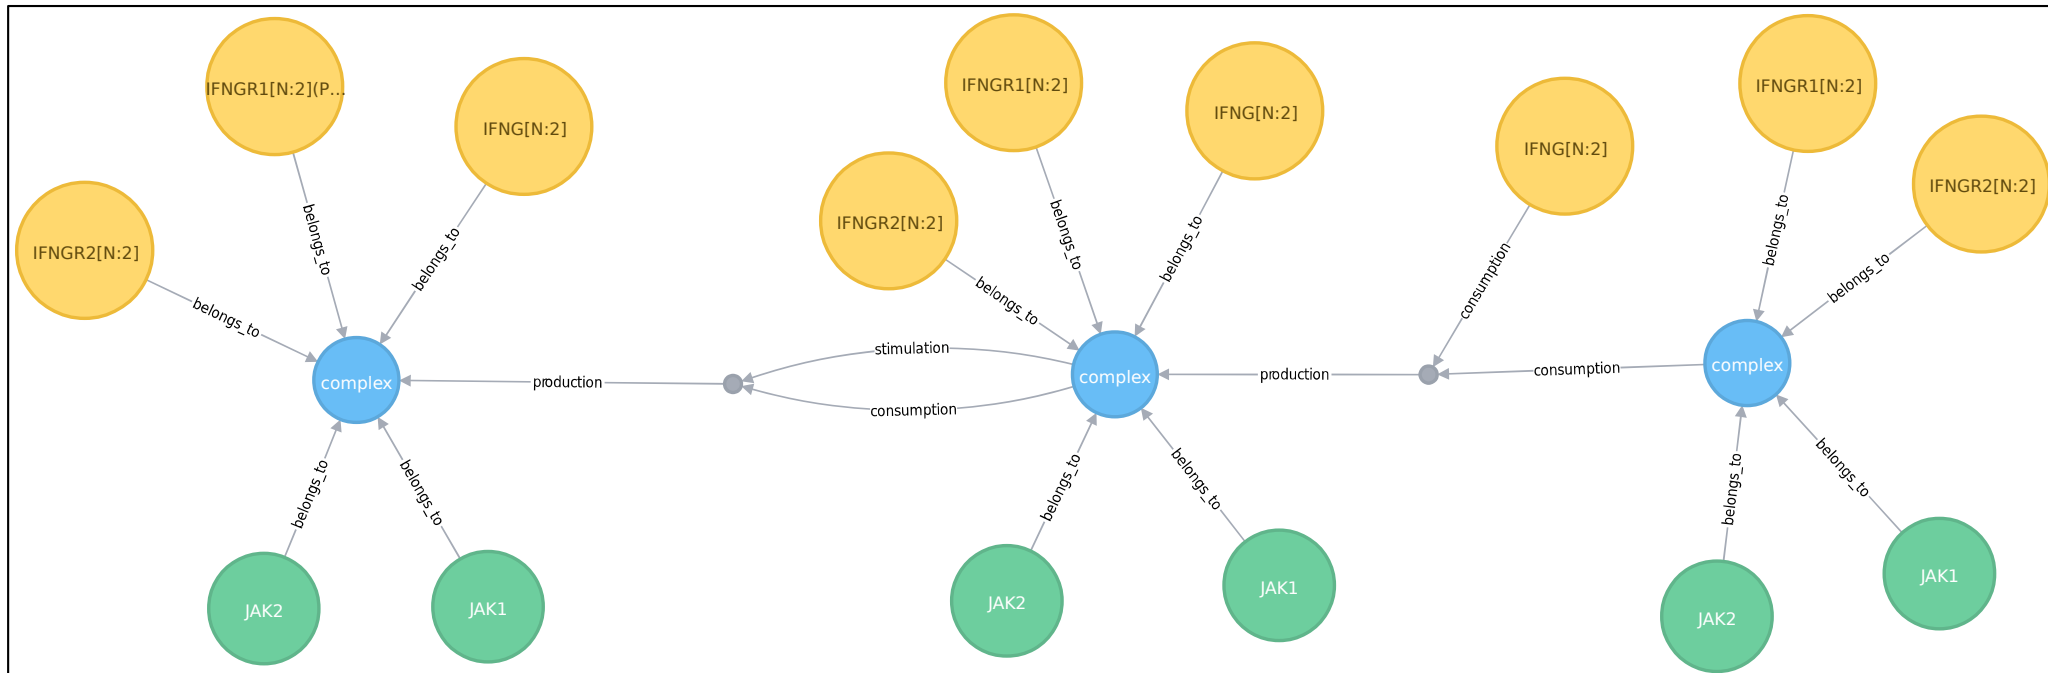 IFNGR1[N:2](P...
IFNG[N:2]
IFNGR2[N:2]
belongs_to
belongs_to
belongs_to
complex
belongs_to
belongs_to
JAK2
JAK1
production
stimulation
consumption
IFNGR1[N:2]
IFNG[N:2]
IFNGR2[N:2]
belongs_to
belongs_to
belongs_to
complex
belongs_to
belongs_to
JAK2
JAK1
production
IFNG[N:2]
consumption
consumption
IFNGR1[N:2]
IFNGR2[N:2]
belongs_to
belongs_to
complex
belongs_to
belongs_to
JAK2
JAK1